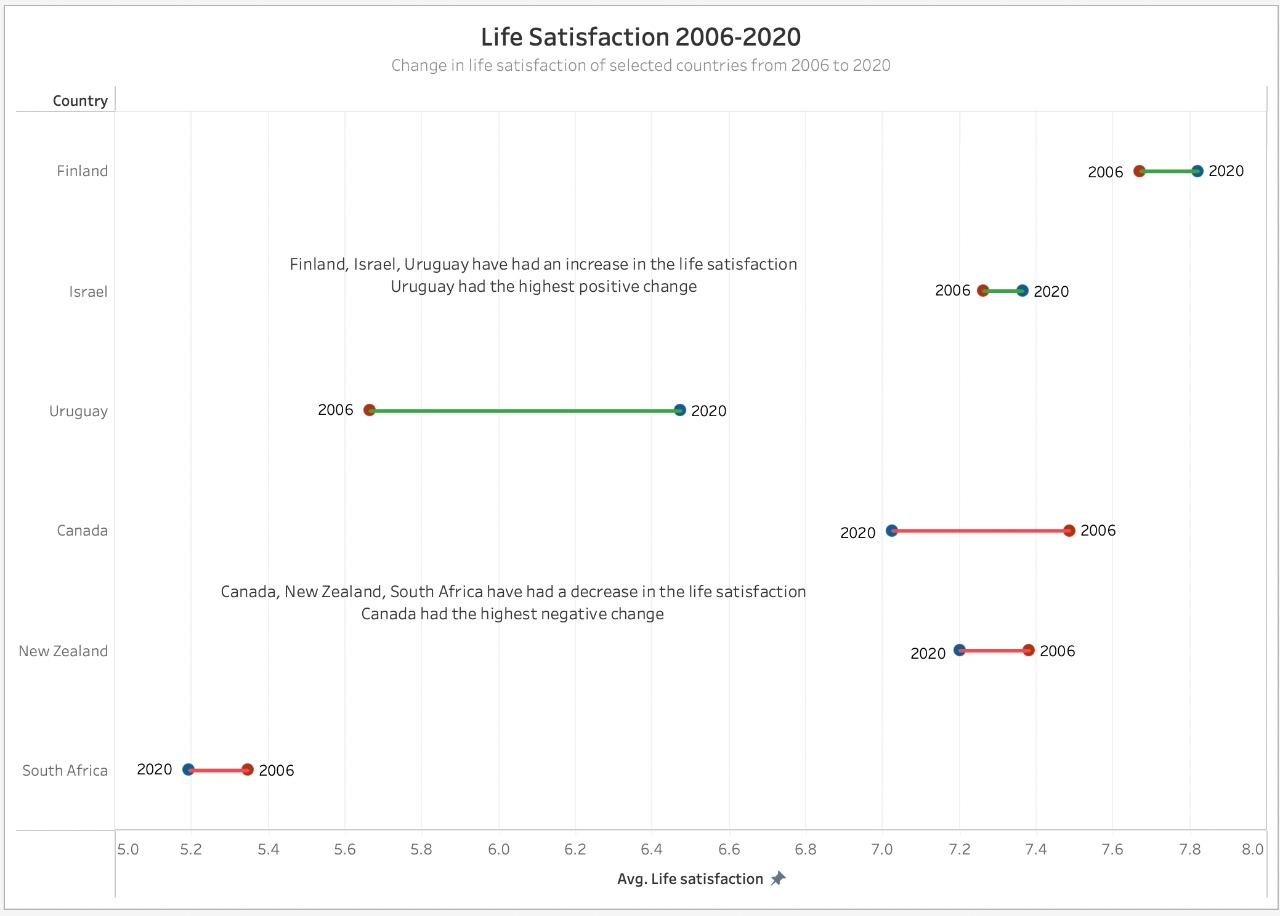 Life Satisfaction 2006-2020
Change in life satisfaction of selected countries from 2006 to 2020
Country
Finland
2006
2020
Finland, Israel, Uruguay have had an increase in the life satisfaction
Uruguay had the highest positive change
Israel
2006
2020
Uruguay
2006
2020
Canada
2020
2006
Canada, New Zealand, South Africa have had a decrease in the life satisfaction
Canada had the highest negative change
New Zealand
2020
2006
South Africa
2020
2006
5.0 5.2 5.4 5.6 5.8 6.0 6.2 6.4 6.6 6.8 7.0 7.2 7.4 7.6 7.8 8.0
Avg. Life satisfaction